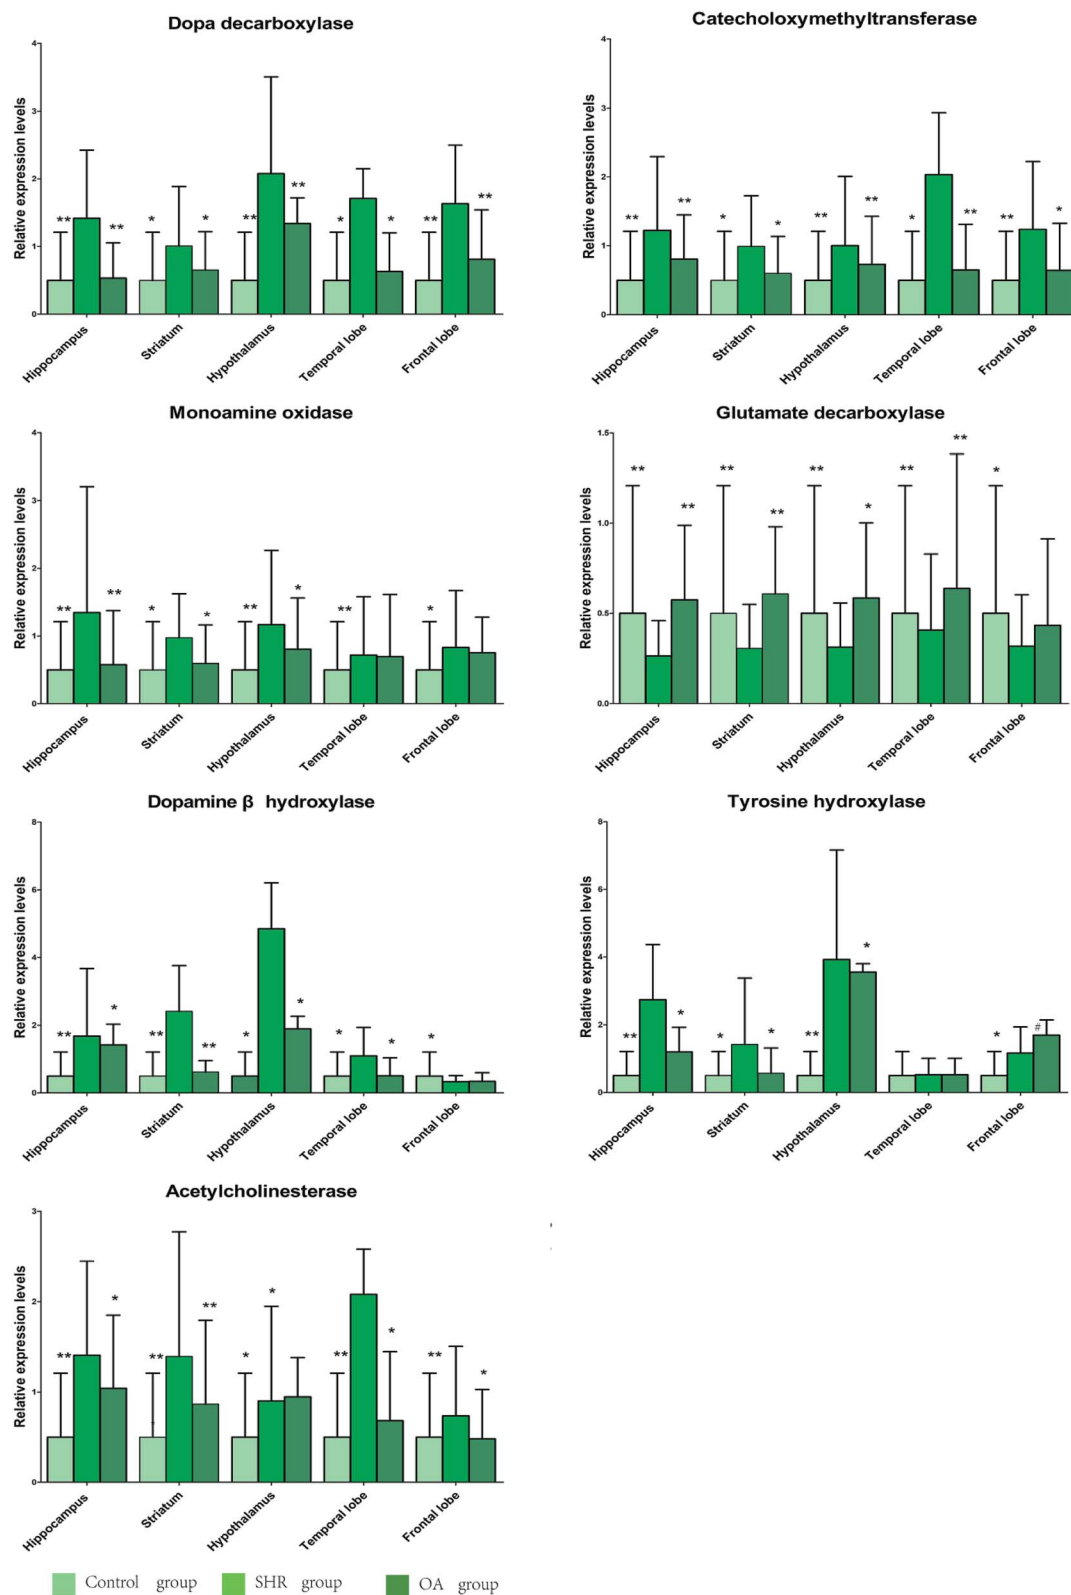 Dopa decarboxylase
Relative expression levels
4
3
2
1
0
** ** * * ** ** * * ** **
Hippocampus
Striatum
Hypothalamus
Temporal lobe
Frontal lobe
Catecholoxymethyltransferase
Relative expression levels
4
3
2
1
0
** ** * * ** ** * ** ** *
Hippocampus
Striatum
Hypothalamus
Temporal lobe
Frontal lobe
Monoamine oxidase
Relative expression levels
4
3
2
1
0
** ** * * ** * ** *
Hippocampus
Striatum
Hypothalamus
Temporal lobe
Frontal lobe
Glutamate decarboxylase
Relative expression levels
1.5
1.0
0.5
0.0
** ** ** ** ** * ** ** *
Hippocampus
Striatum
Hypothalamus
Temporal lobe
Frontal lobe
Dopamine β hydroxylase
Relative expression levels
8
6
4
2
0
** * ** ** * * * * *
Hippocampus
Striatum
Hypothalamus
Temporal lobe
Frontal lobe
Tyrosine hydroxylase
Relative expression levels
8
6
4
2
0
** * * * ** * * #
Hippocampus
Striatum
Hypothalamus
Temporal lobe
Frontal lobe
Acetylcholinesterase
Relative expression levels
3
2
1
0
** * ** ** * * ** * ** *
Hippocampus
Striatum
Hypothalamus
Temporal lobe
Frontal lobe
Control group SHR group OA group